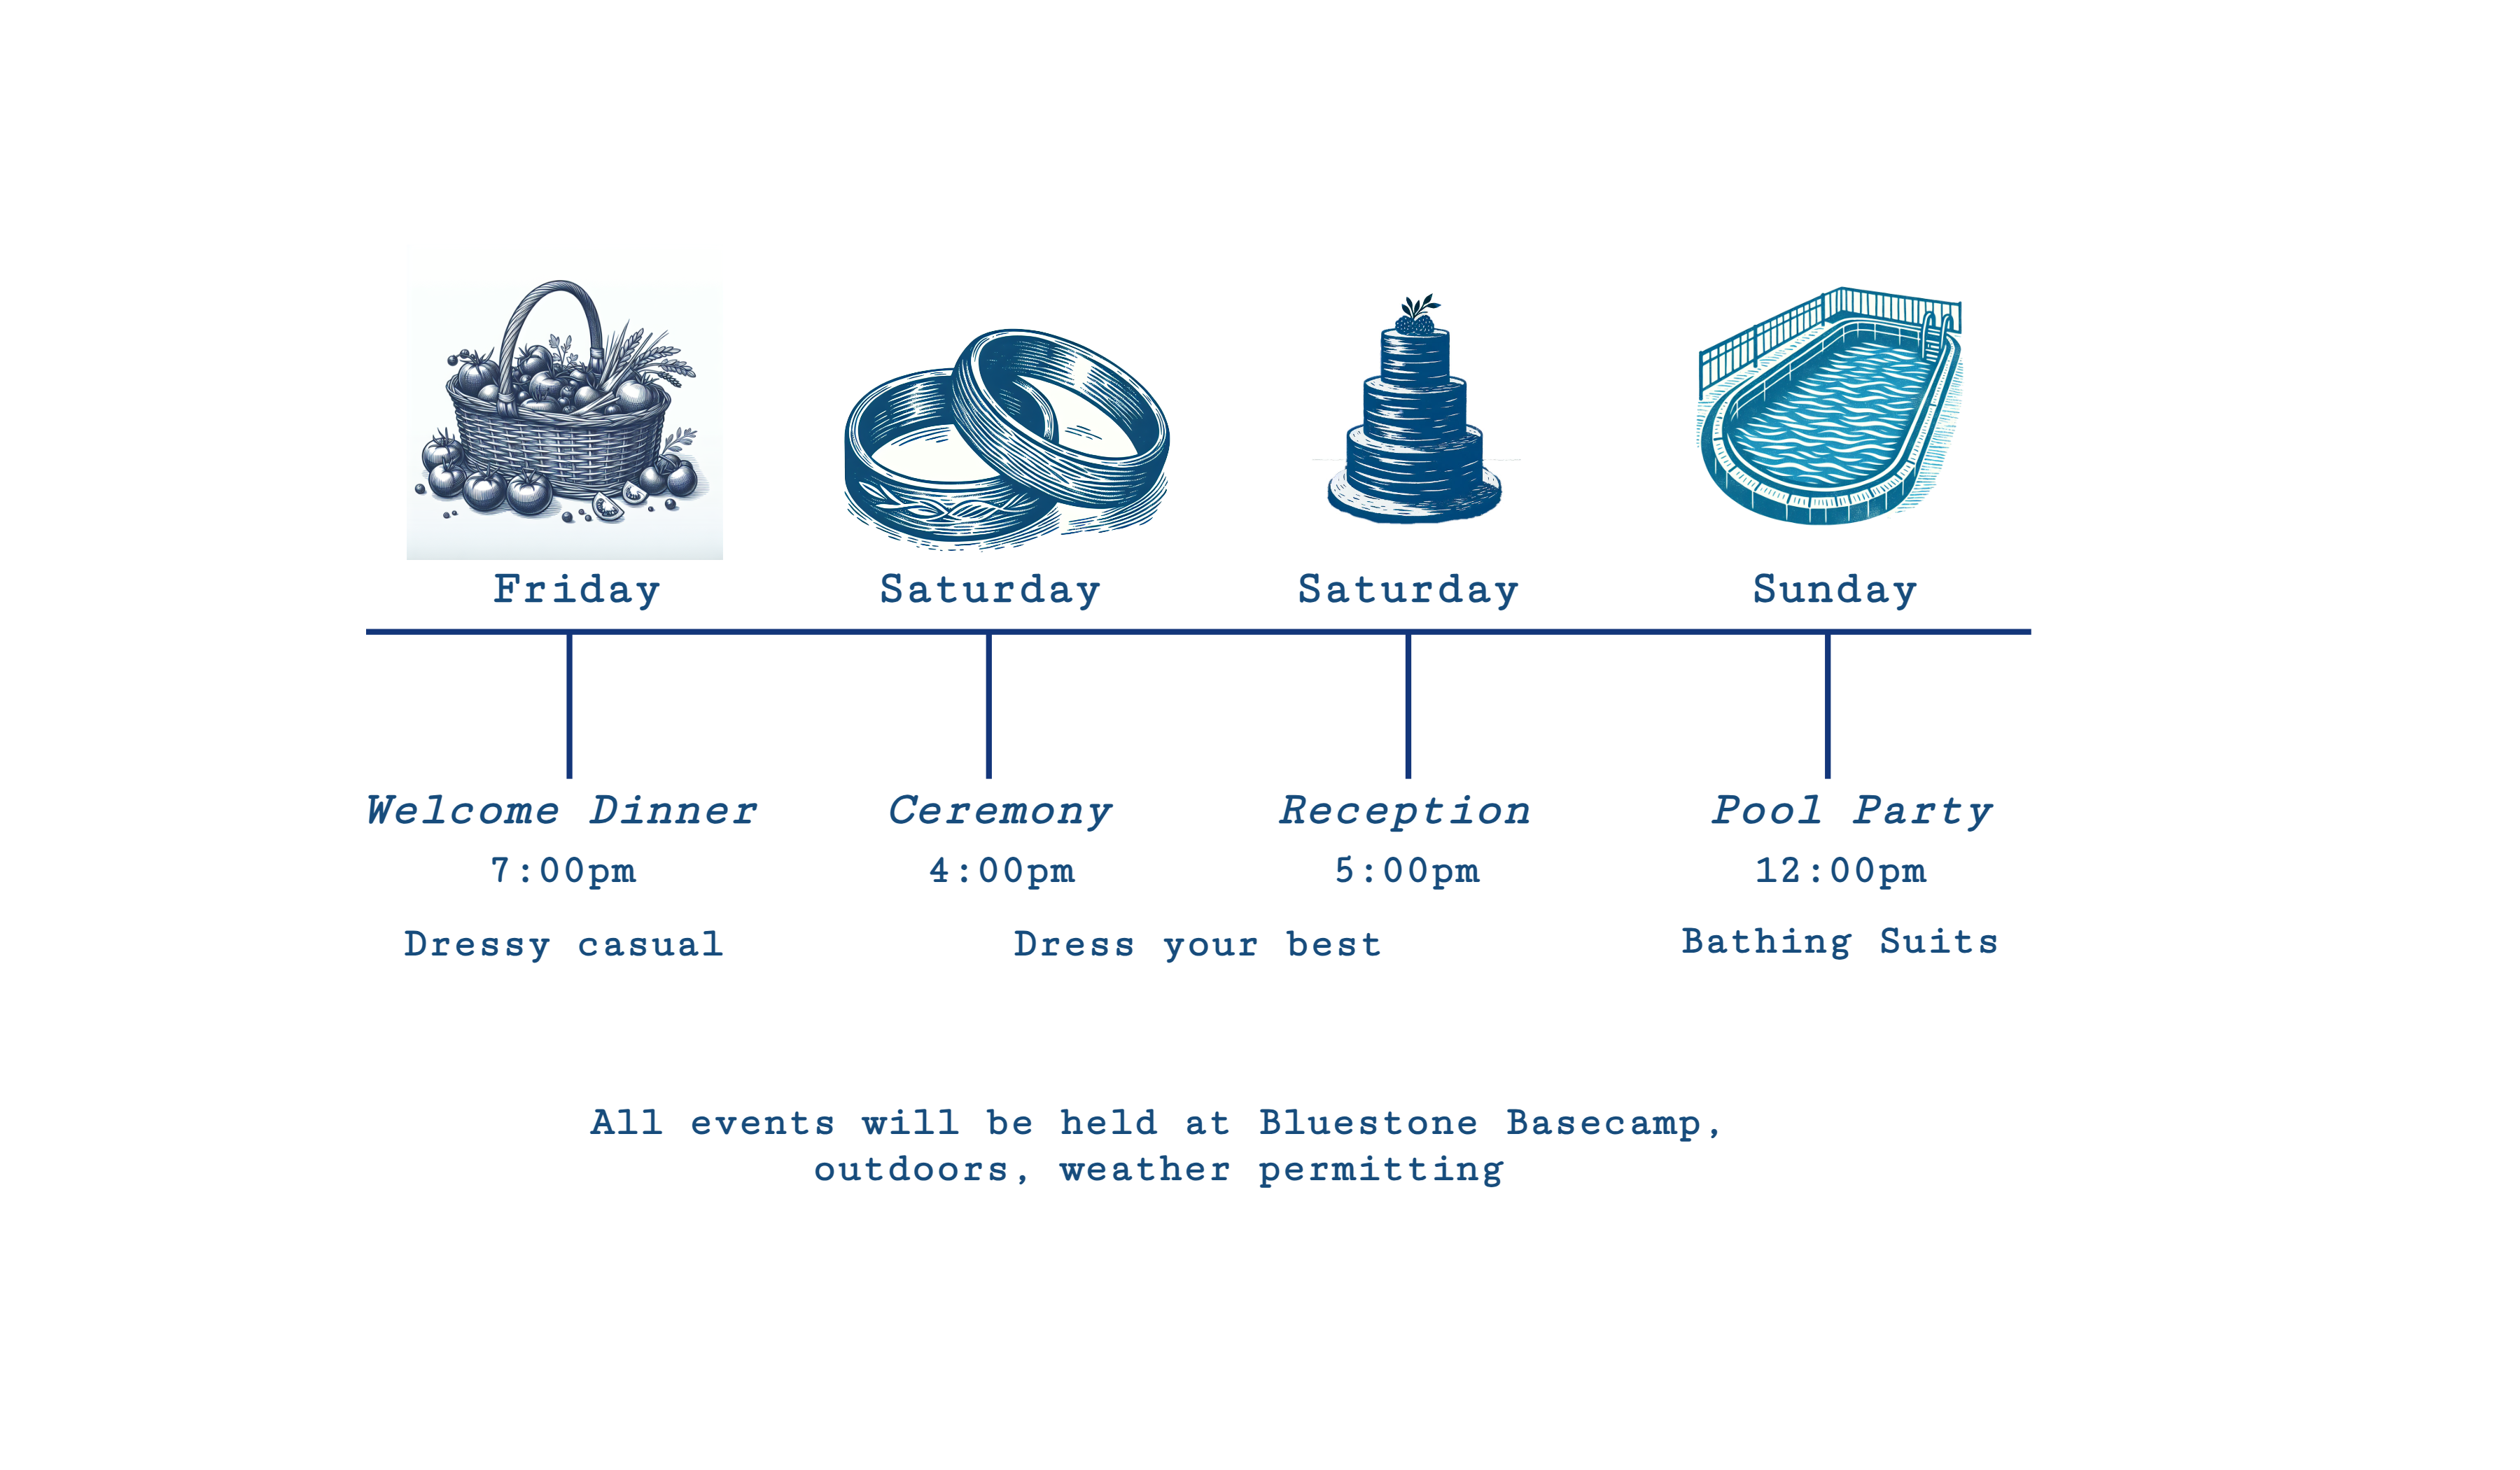 Friday Saturday Saturday Sunday
Welcome Dinner Ceremony Reception Pool Party
7:00pm 4:00pm 5:00pm 12:00pm
Dressy casual Dress your best Bathing Suits
All events will be held at Bluestone Basecamp,
outdoors, weather permitting